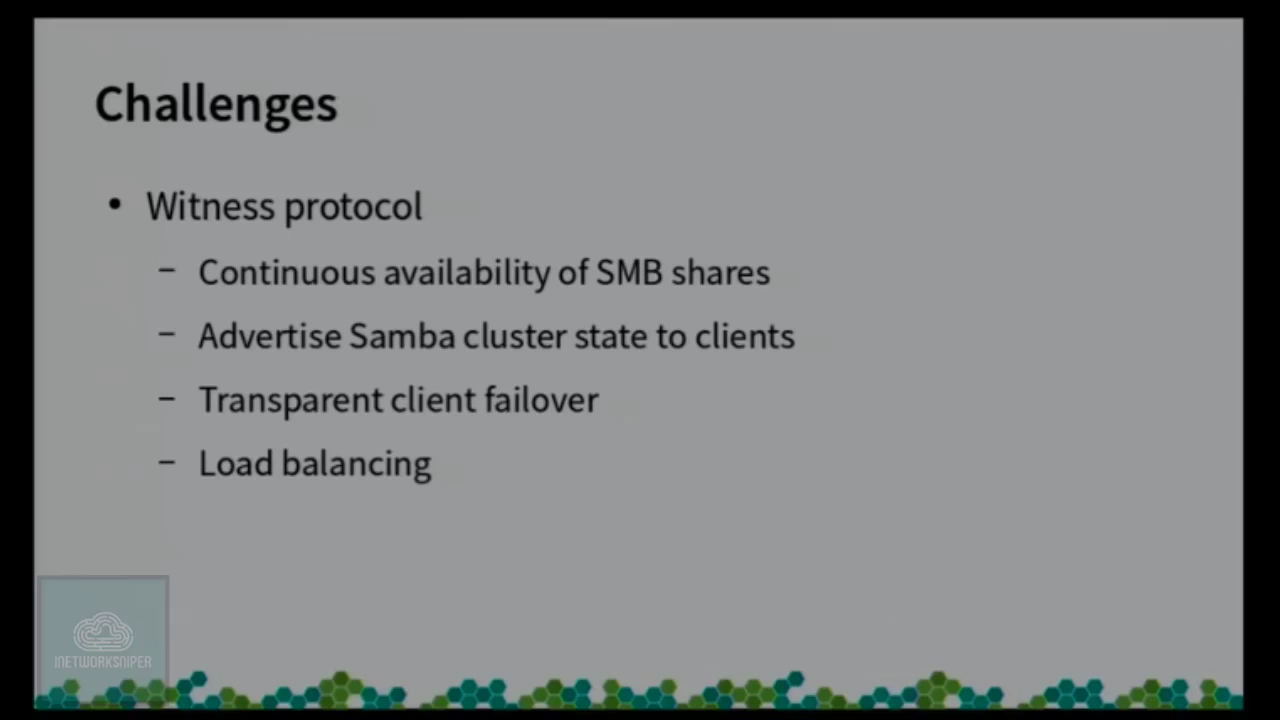 Challenges
• Witness protocol
– Continuous availability of SMB shares
– Advertise Samba cluster state to clients
– Transparent client failover
– Load balancing
INETWORKSNIPER